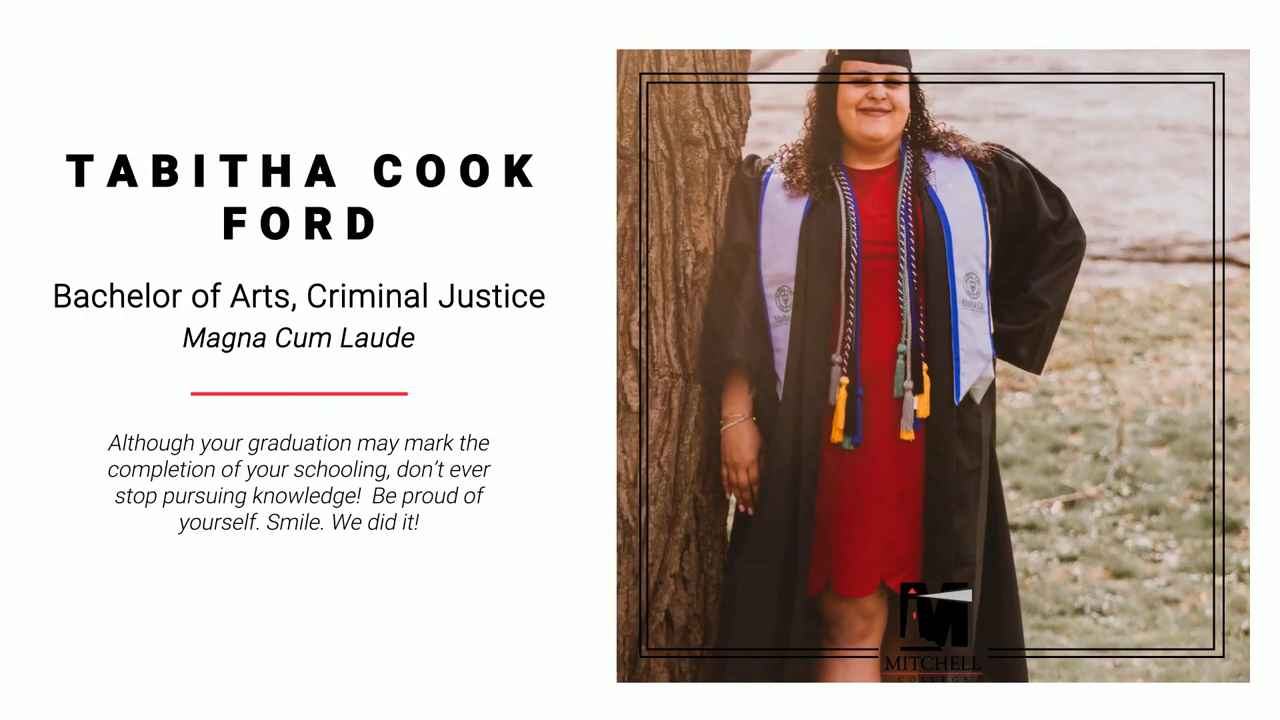 TABITHA COOK
FORD
Bachelor of Arts, Criminal Justice
Magna Cum Laude
Although your graduation may mark the
completion of your schooling, don’t ever
stop pursuing knowledge!  Be proud of
yourself. Smile. We did it!
MITCHELL
COLLEGE